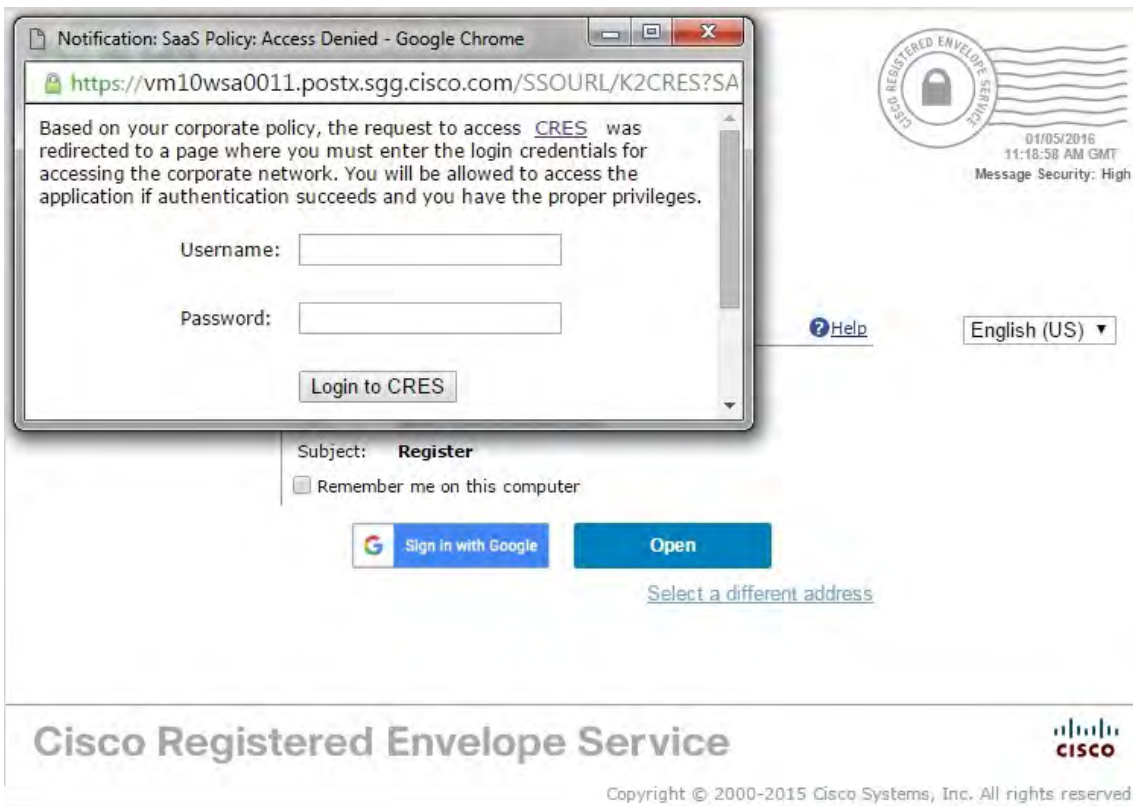 Notification: SaaS Policy: Access Denied - Google Chrome
https://vm10wsa0011.postx.sgg.cisco.com/SSOURL/K2CRES?SA
Based on your corporate policy, the request to access CRES was
redirected to a page where you must enter the login credentials for
accessing the corporate network. You will be allowed to access the
application if authentication succeeds and you have the proper privileges.
Username:
Password:
Login to CRES
CISCO REGISTERED ENVELOPE SERVICE
01/05/2016
11:18:58 AM GMT
Message Security: High
Help
English (US)
Subject: Register
Remember me on this computer
G Sign in with Google
Open
Select a different address
Cisco Registered Envelope Service
CISCO
Copyright © 2000-2015 Cisco Systems, Inc. All rights reserved